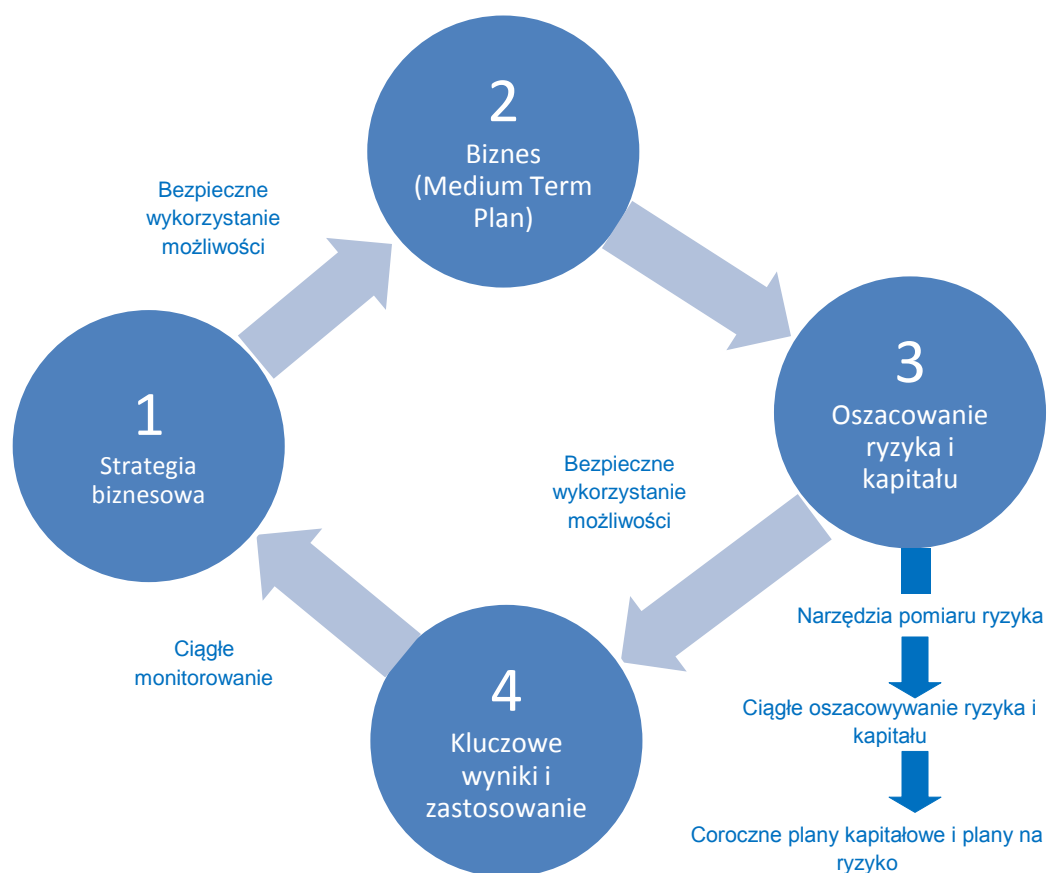 2
Biznes
(Medium Term
Plan)
Bezpieczne
wykorzystanie
możliwości
3
Oszacowanie
ryzyka i
kapitału
1
Strategia
biznesowa
Bezpieczne
wykorzystanie
możliwości
Narzędzia pomiaru ryzyka
Ciągłe
monitorowanie
4
Kluczowe
wyniki i
zastosowanie
Ciągłe oszacowywanie ryzyka i
kapitału
Coroczne plany kapitałowe i plany na
ryzyko